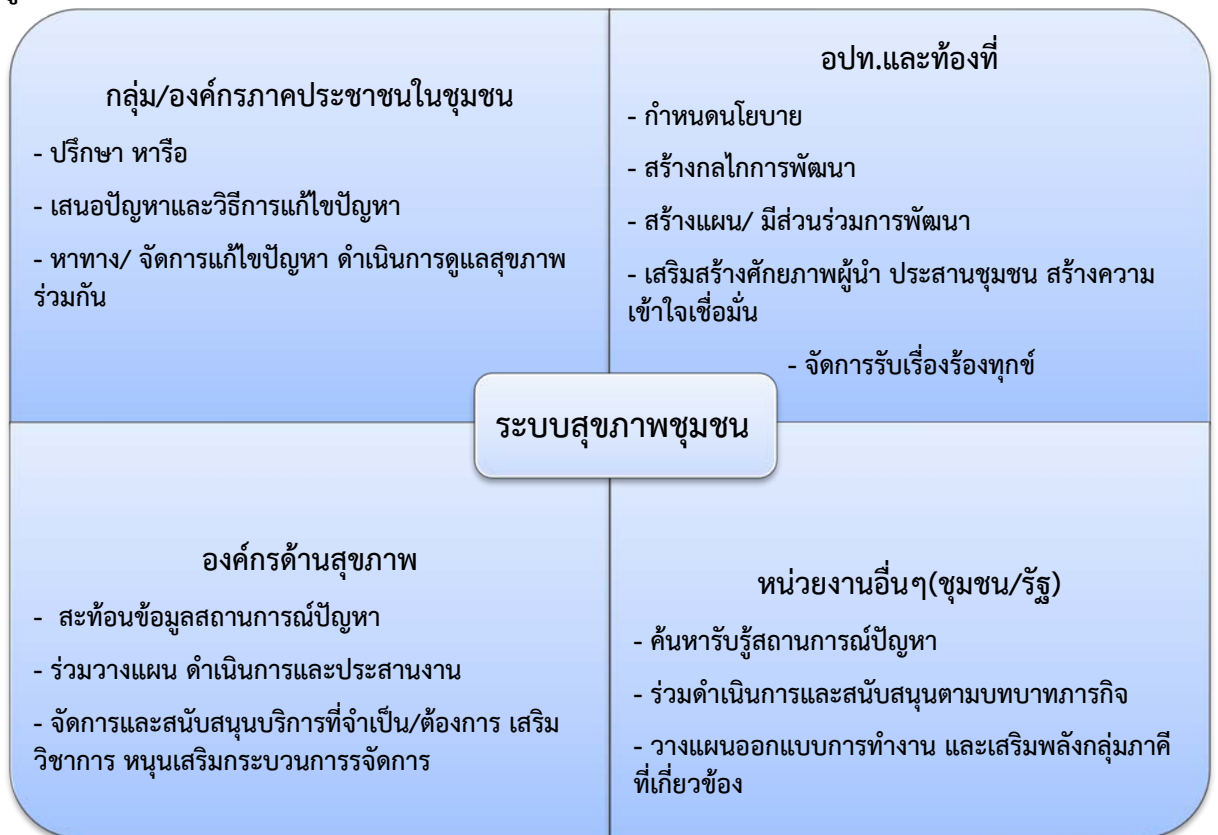 กลุ่ม/องค์กรภาคประชาชนในชุมชน
- ปรึกษา หารือ
- เสนอปัญหาและวิธีการแก้ไขปัญหา
- หาทาง/ จัดการแก้ไขปัญหา ดำเนินการดูแลสุขภาพ
ร่วมกัน
อปท.และท้องที่
- กำหนดนโยบาย
- สร้างกลไกการพัฒนา
- สร้างแผน/ มีส่วนร่วมการพัฒนา
- เสริมสร้างศักยภาพผู้นำ ประสานชุมชน สร้างความ
เข้าใจเชื่อมั่น
- จัดการรับเรื่องร้องทุกข์
ระบบสุขภาพชุมชน
องค์กรด้านสุขภาพ
- สะท้อนข้อมูลสถานการณ์ปัญหา
- ร่วมวางแผน ดำเนินการและประสานงาน
- จัดการและสนับสนุนบริการที่จำเป็น/ต้องการ เสริม
วิชาการ หนุนเสริมกระบวนการรจัดการ
หน่วยงานอื่นๆ(ชุมชน/รัฐ)
- ค้นหารับรู้สถานการณ์ปัญหา
- ร่วมดำเนินการและสนับสนุนตามบทบาทภารกิจ
- วางแผนออกแบบการทำงาน และเสริมพลังกลุ่มภาคี
ที่เกี่ยวข้อง